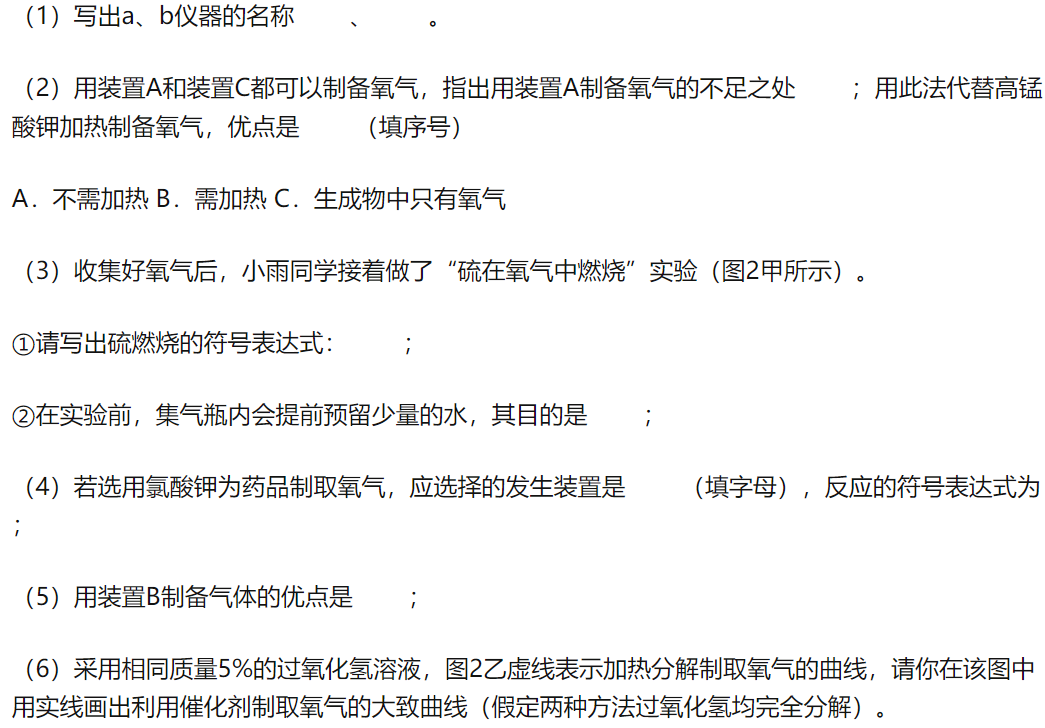 （1）写出a、b仪器的名称　　、　　。
（2）用装置A和装置C都可以制备氧气，指出用装置A制备氧气的不足之处　　；用此法代替高锰
酸钾加热制备氧气，优点是　　（填序号）
A．不需加热 B．需加热 C．生成物中只有氧气
（3）收集好氧气后，小雨同学接着做了“硫在氧气中燃烧”实验（图2甲所示）。
①请写出硫燃烧的符号表达式：　　；
②在实验前，集气瓶内会提前预留少量的水，其目的是　　；
（4）若选用氯酸钾为药品制取氧气，应选择的发生装置是　　（填字母），反应的符号表达式为
；
（5）用装置B制备气体的优点是　　；
（6）采用相同质量5%的过氧化氢溶液，图2乙虚线表示加热分解制取氧气的曲线，请你在该图中
用实线画出利用催化剂制取氧气的大致曲线（假定两种方法过氧化氢均完全分解）。